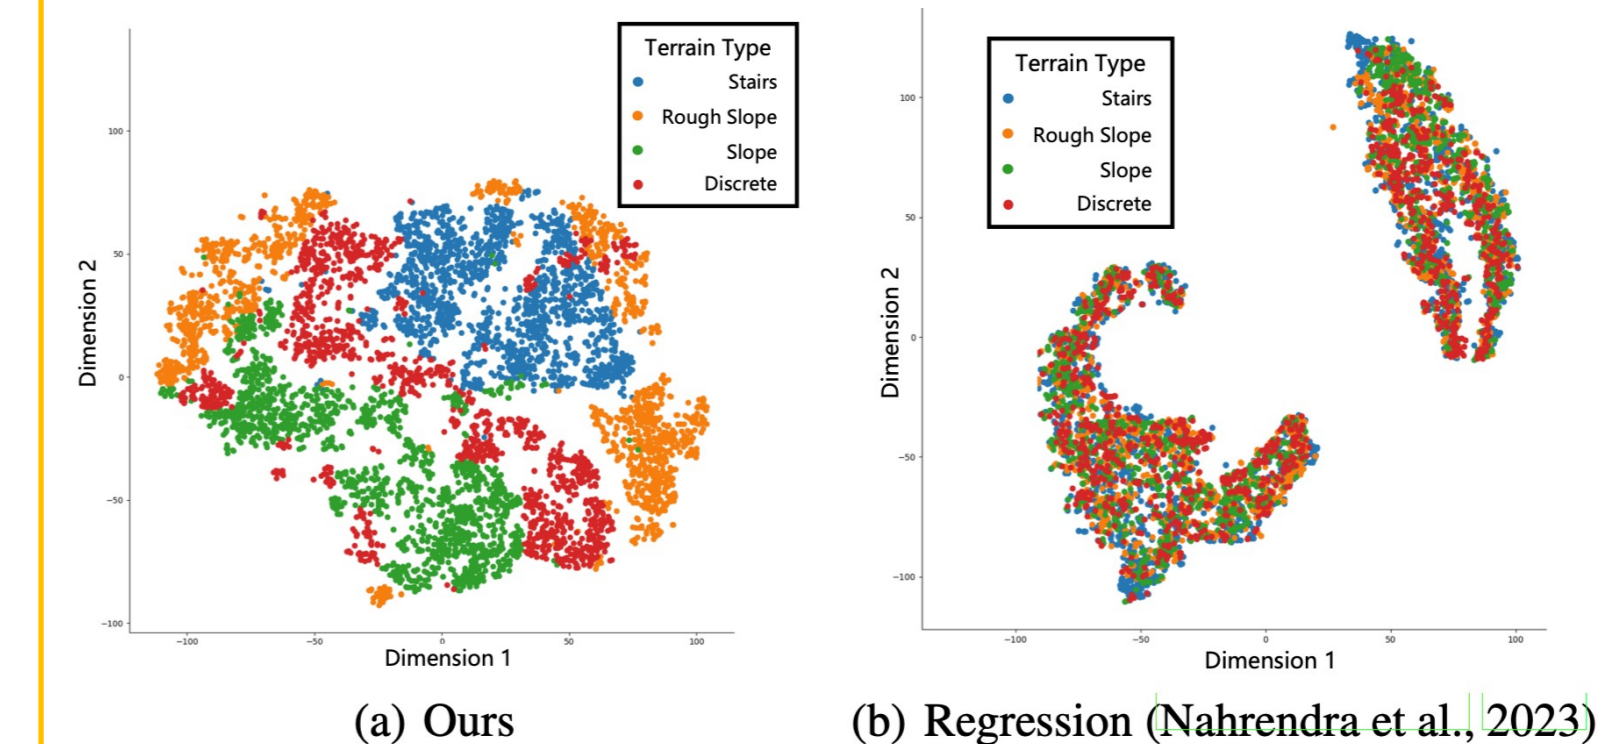 Terrain Type
Stairs
Rough Slope
Slope
Discrete
100
50
0
−50
−100
Dimension 2
−100
−50
0
50
100
Dimension 1
(a) Ours
Terrain Type
Stairs
Rough Slope
Slope
Discrete
100
50
0
−50
−100
Dimension 2
−100
−50
0
50
100
Dimension 1
(b) Regression (Nahrendra et al., 2023)